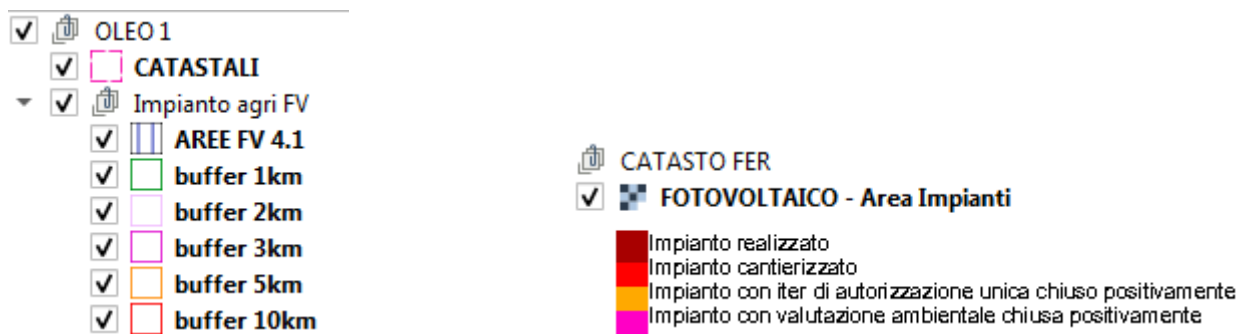 OLEO 1
CATASTALI
Impianto agri FV
AREE FV 4.1
buffer 1km
buffer 2km
buffer 3km
buffer 5km
buffer 10km
CATASTO FER
FOTOVOLTAICO - Area Impianti
Impianto realizzato
Impianto cantierizzato
Impianto con iter di autorizzazione unica chiuso positivamente
Impianto con valutazione ambientale chiusa positivamente